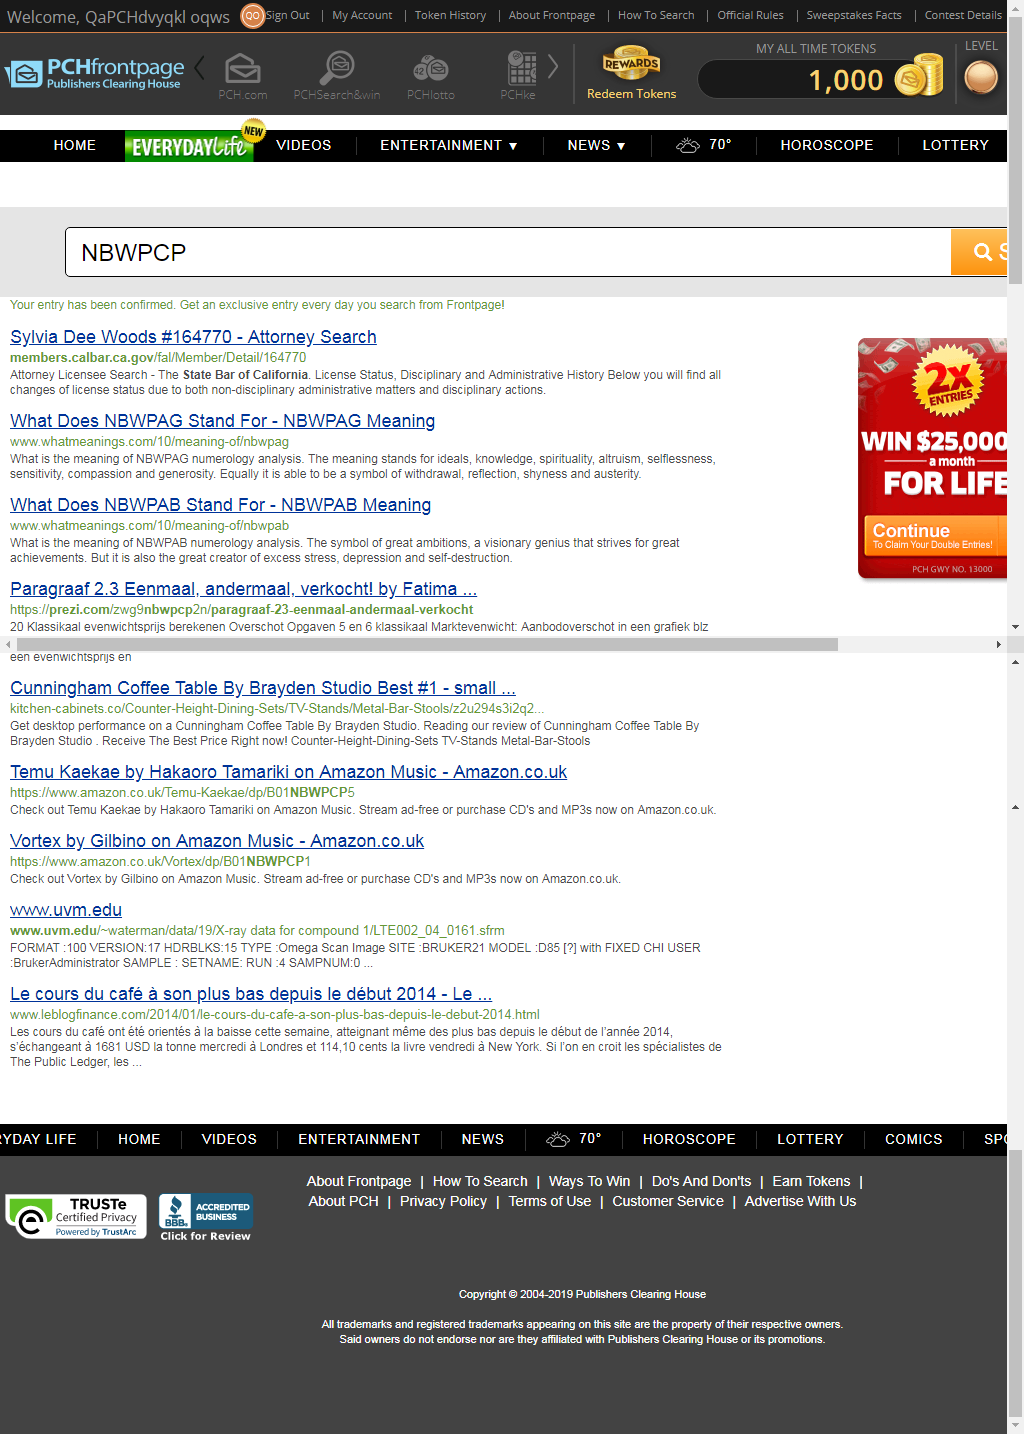 Welcome, QaPCHdvyqkl oqws QO Sign Out | My Account | Token History | About Frontpage | How To Search | Official Rules | Sweepstakes Facts | Contest Details
PCHfrontpage
Publishers Clearing House
PCH.com PCHSearch&win PCHlotto PCHke
42
REWARDS
Redeem Tokens
MY ALL TIME TOKENS
1,000
LEVEL
HOME EVERYDAY Life NEW VIDEOS ENTERTAINMENT ▼ NEWS ▼ 70° HOROSCOPE LOTTERY
NBWPCP S
Your entry has been confirmed. Get an exclusive entry every day you search from Frontpage!
Sylvia Dee Woods #164770 - Attorney Search
members.calbar.ca.gov/fal/Member/Detail/164770
Attorney Licensee Search - The State Bar of California. License Status, Disciplinary and Administrative History Below you will find all
changes of license status due to both non-disciplinary administrative matters and disciplinary actions.
What Does NBWPAG Stand For - NBWPAG Meaning
www.whatmeanings.com/10/meaning-of/nbwpag
What is the meaning of NBWPAG numerology analysis. The meaning stands for ideals, knowledge, spirituality, altruism, selflessness,
sensitivity, compassion and generosity. Equally it is able to be a symbol of withdrawal, reflection, shyness and austerity.
What Does NBWPAB Stand For - NBWPAB Meaning
www.whatmeanings.com/10/meaning-of/nbwpab
What is the meaning of NBWPAB numerology analysis. The symbol of great ambitions, a visionary genius that strives for great
achievements. But it is also the great creator of excess stress, depression and self-destruction.
Paragraaf 2.3 Eenmaal, andermaal, verkocht! by Fatima ...
https://prezi.com/zwg9nbwpcp2n/paragraaf-23-eenmaal-andermaal-verkocht
20 Klassikaal evenwichtsprijs berekenen Overschot Opgaven 5 en 6 klassikaal Marktevenwicht: Aanbodoverschot in een grafiek blz
een evenwichtsprijs en
2X
ENTRIES
WIN $25,000
a month
FOR LIFE
Continue
To Claim Your Double Entries!
PCH GWY NO. 13000
Cunningham Coffee Table By Brayden Studio Best #1 - small ...
kitchen-cabinets.co/Counter-Height-Dining-Sets/TV-Stands/Metal-Bar-Stools/z2u294s3i2q2...
Get desktop performance on a Cunningham Coffee Table By Brayden Studio. Reading our review of Cunningham Coffee Table By
Brayden Studio . Receive The Best Price Right now! Counter-Height-Dining-Sets TV-Stands Metal-Bar-Stools
Temu Kaekae by Hakaoro Tamariki on Amazon Music - Amazon.co.uk
https://www.amazon.co.uk/Temu-Kaekae/dp/B01NBWPCP5
Check out Temu Kaekae by Hakaoro Tamariki on Amazon Music. Stream ad-free or purchase CD's and MP3s now on Amazon.co.uk.
Vortex by Gilbino on Amazon Music - Amazon.co.uk
https://www.amazon.co.uk/Vortex/dp/B01NBWPCP1
Check out Vortex by Gilbino on Amazon Music. Stream ad-free or purchase CD's and MP3s now on Amazon.co.uk.
www.uvm.edu
www.uvm.edu/~waterman/data/19/X-ray data for compound 1/LTE002_04_0161.sfrm
FORMAT :100 VERSION:17 HDRBLKS:15 TYPE :Omega Scan Image SITE :BRUKER21 MODEL :D85 [?] with FIXED CHI USER
:BrukerAdministrator SAMPLE : SETNAME: RUN :4 SAMPNUM:0 ...
Le cours du café à son plus bas depuis le début 2014 - Le ...
www.leblogfinance.com/2014/01/le-cours-du-cafe-a-son-plus-bas-depuis-le-debut-2014.html
Les cours du café ont été orientés à la baisse cette semaine, atteignant même des plus bas depuis le début de l'année 2014,
s'échangeant à 1681 USD la tonne mercredi à Londres et 114,10 cents la livre vendredi à New York. Si l'on en croit les spécialistes de
The Public Ledger, les ...
RYDAY LIFE HOME VIDEOS ENTERTAINMENT NEWS 70° HOROSCOPE LOTTERY COMICS SPO
About Frontpage | How To Search | Ways To Win | Do's And Don'ts | Earn Tokens |
About PCH | Privacy Policy | Terms of Use | Customer Service | Advertise With Us
TRUSTe
Certified Privacy
Powered by TrustArc
BBB.
ACCREDITED
BUSINESS
Click for Review
Copyright © 2004-2019 Publishers Clearing House
All trademarks and registered trademarks appearing on this site are the property of their respective owners.
Said owners do not endorse nor are they affiliated with Publishers Clearing House or its promotions.